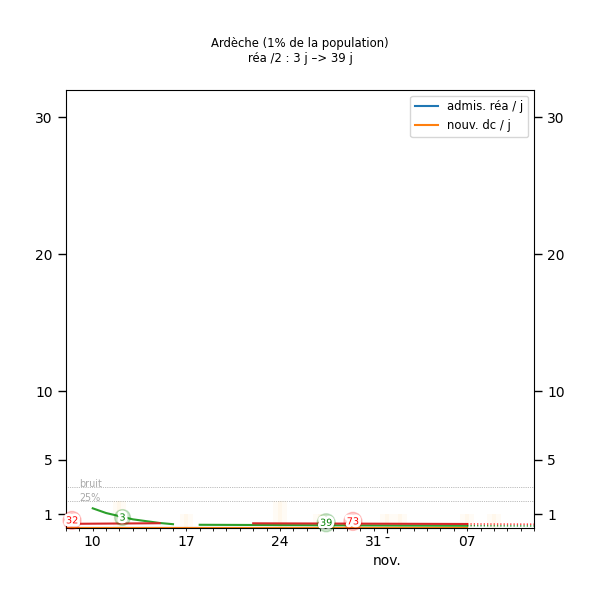 Ardèche (1% de la population)
réa /2 : 3 j –> 39 j
admis. réa / j
nouv. dc / j
30 30
20 20
10 10
5 5
bruit
25%
1 1
32 3 39 73
10 17 24 31 07
nov.